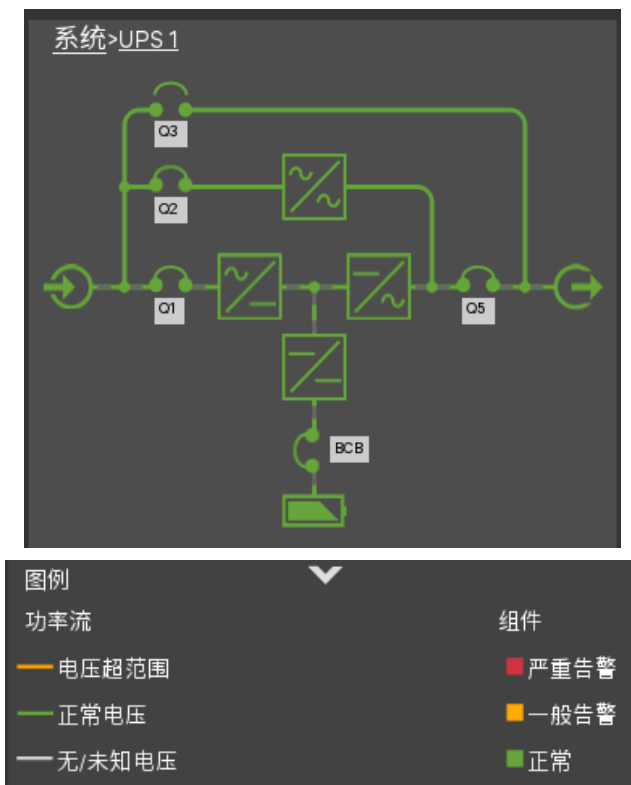 系统>UPS 1
Q3
Q2
Q1
Q5
BCB
图例
功率流 组件
电压超范围 严重告警
正常电压 一般告警
无/未知电压 正常